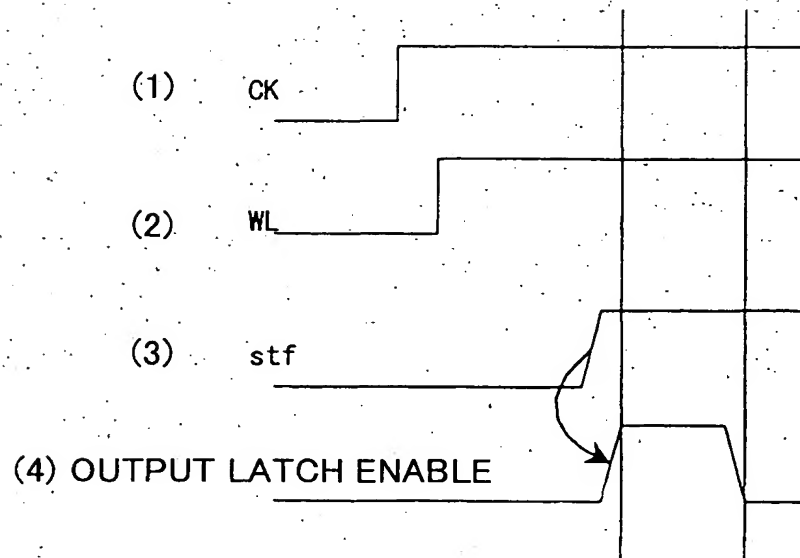 (1) CK
(2) WL
(3) stf
(4) OUTPUT LATCH ENABLE